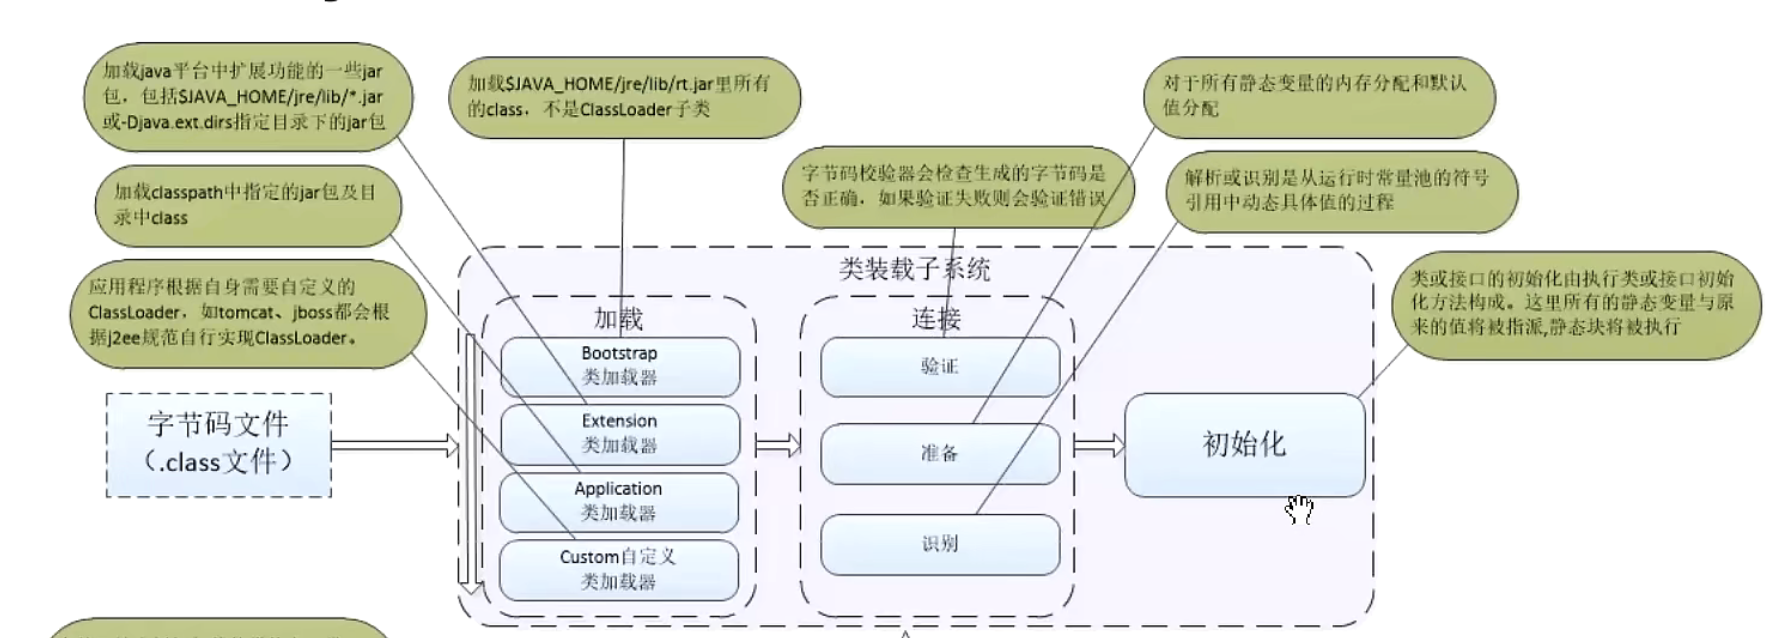 加载java平台中扩展功能的一些jar
包，包括$JAVA_HOME/jre/lib/*.jar
或-Djava.ext.dirs指定目录下的jar包
加载$JAVA_HOME/jre/lib/rt.jar里所有
的class，不是ClassLoader子类
对于所有静态变量的内存分配和默认
值分配
加载classpath中指定的jar包及目
录中class
字节码校验器会检查生成的字节码是
否正确，如果验证失败则会验证错误
解析或识别是从运行时常量池的符号
引用中动态具体值的过程
应用程序根据自身需要自定义的
ClassLoader，如tomcat、jboss都会根
据j2ee规范自行实现ClassLoader。
类或接口的初始化由执行类或接口初始
化方法构成。这里所有的静态变量与原
来的值将被指派,静态块将被执行
类装载子系统
字节码文件
（.class文件）
加载
Bootstrap
类加载器
Extension
类加载器
Application
类加载器
Custom自定义
类加载器
连接
验证
准备
识别
初始化